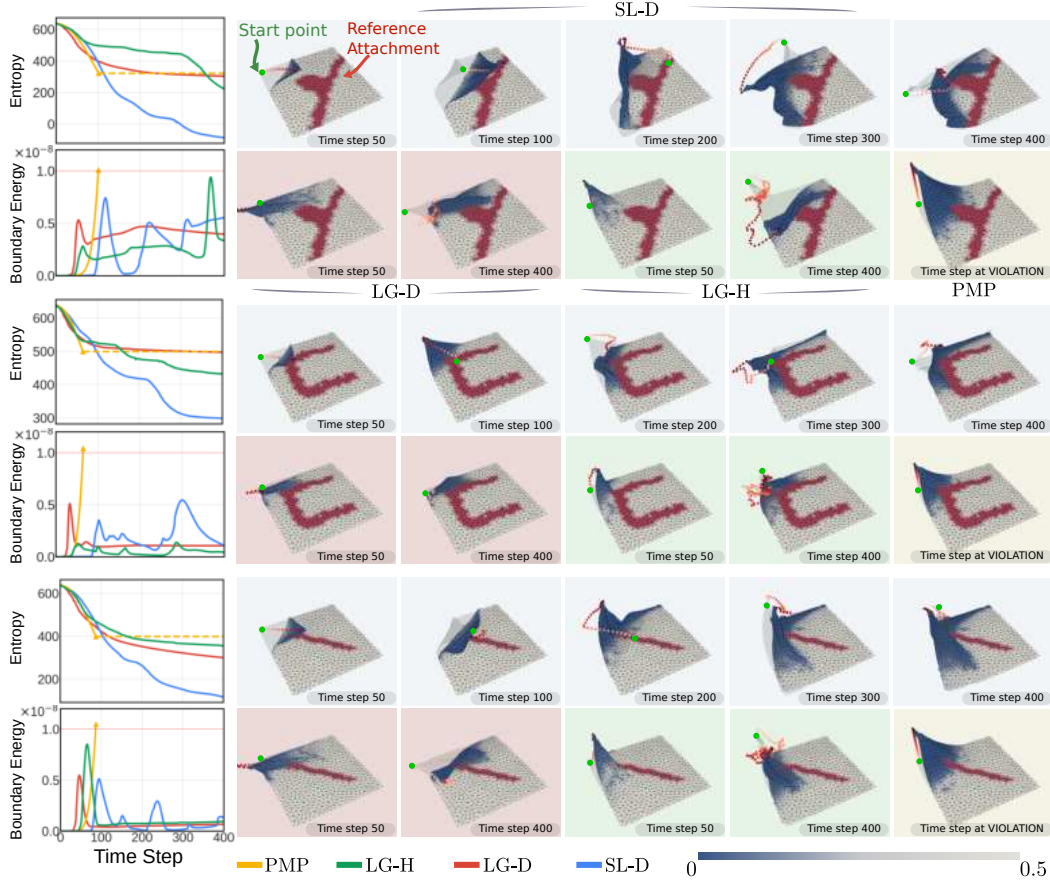 SL-D
Entropy
600
400
200
0
Start point
Reference
Attachment
Time step 50
Time step 100
Time step 200
Time step 300
Time step 400
Boundary Energy
×10⁻⁸
1.0
0.5
0.0
Time step 50
Time step 400
Time step 50
Time step 400
Time step at VIOLATION
LG-D
LG-H
PMP
Entropy
600
500
400
300
Time step 50
Time step 100
Time step 200
Time step 300
Time step 400
Boundary Energy
×10⁻⁸
1.0
0.5
0.0
Time step 50
Time step 400
Time step 50
Time step 400
Time step at VIOLATION
Entropy
600
400
200
Time step 50
Time step 100
Time step 200
Time step 300
Time step 400
Boundary Energy
×10⁻⁸
1.0
0.5
0.0
0 100 200 300 400
Time Step
Time step 50
Time step 400
Time step 50
Time step 400
Time step at VIOLATION
PMP LG-H LG-D SL-D
0 0.5